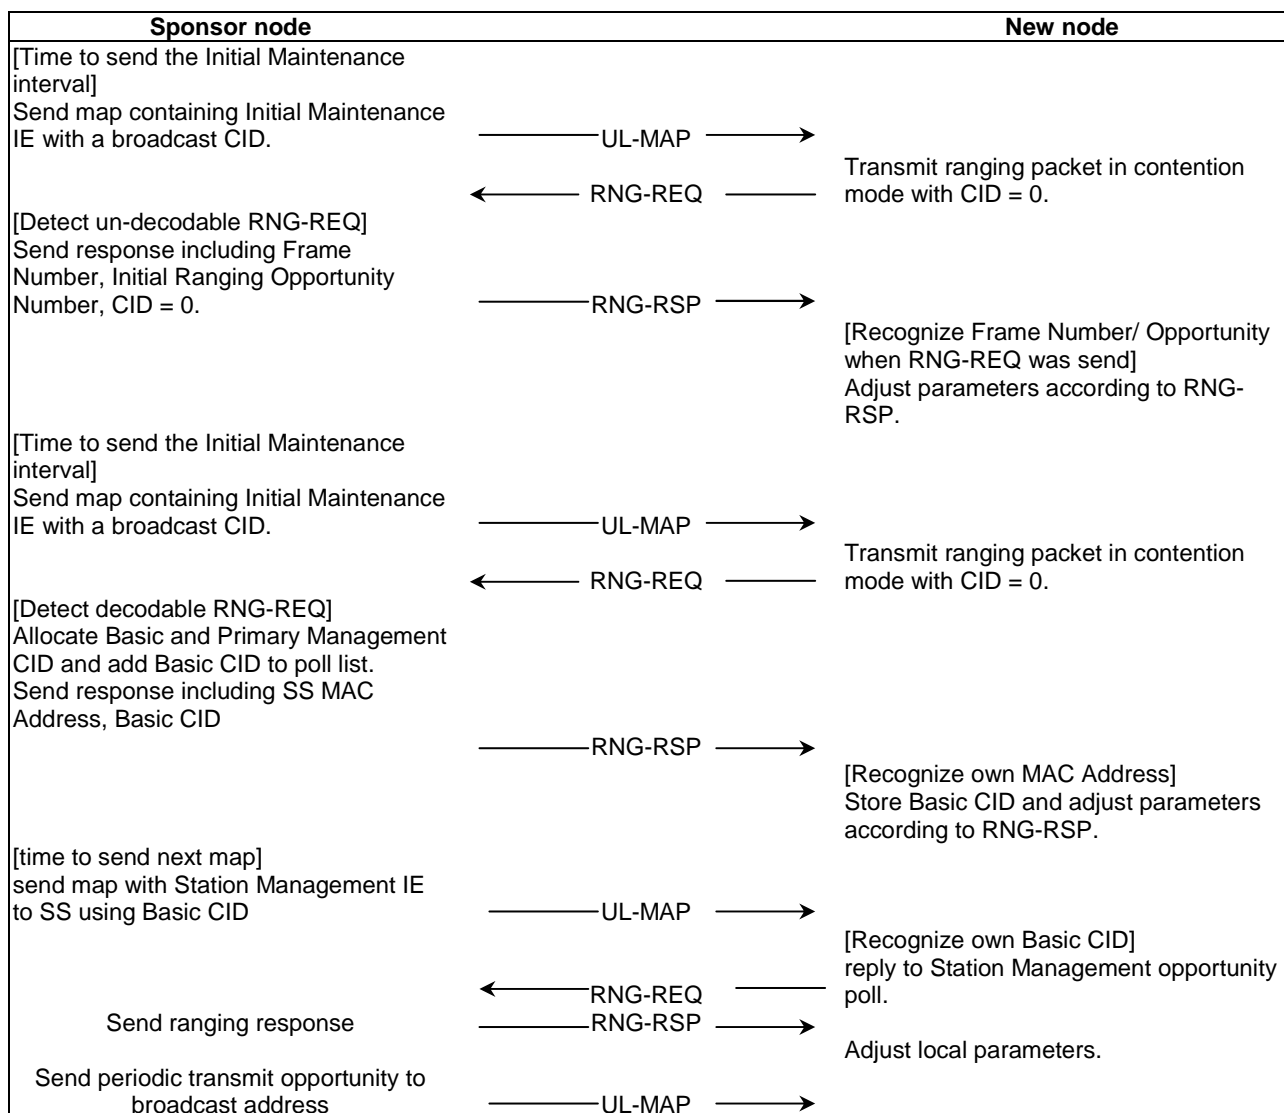 Sponsor node
New node
[Time to send the Initial Maintenance
interval]
Send map containing Initial Maintenance
IE with a broadcast CID.
UL-MAP
Transmit ranging packet in contention
mode with CID = 0.
RNG-REQ
[Detect un-decodable RNG-REQ]
Send response including Frame
Number, Initial Ranging Opportunity
Number, CID = 0.
RNG-RSP
[Recognize Frame Number/ Opportunity
when RNG-REQ was send]
Adjust parameters according to RNG-
RSP.
[Time to send the Initial Maintenance
interval]
Send map containing Initial Maintenance
IE with a broadcast CID.
UL-MAP
Transmit ranging packet in contention
mode with CID = 0.
RNG-REQ
[Detect decodable RNG-REQ]
Allocate Basic and Primary Management
CID and add Basic CID to poll list.
Send response including SS MAC
Address, Basic CID
RNG-RSP
[Recognize own MAC Address]
Store Basic CID and adjust parameters
according to RNG-RSP.
[time to send next map]
send map with Station Management IE
to SS using Basic CID
UL-MAP
[Recognize own Basic CID]
reply to Station Management opportunity
poll.
RNG-REQ
Send ranging response
RNG-RSP
Adjust local parameters.
Send periodic transmit opportunity to
broadcast address
UL-MAP